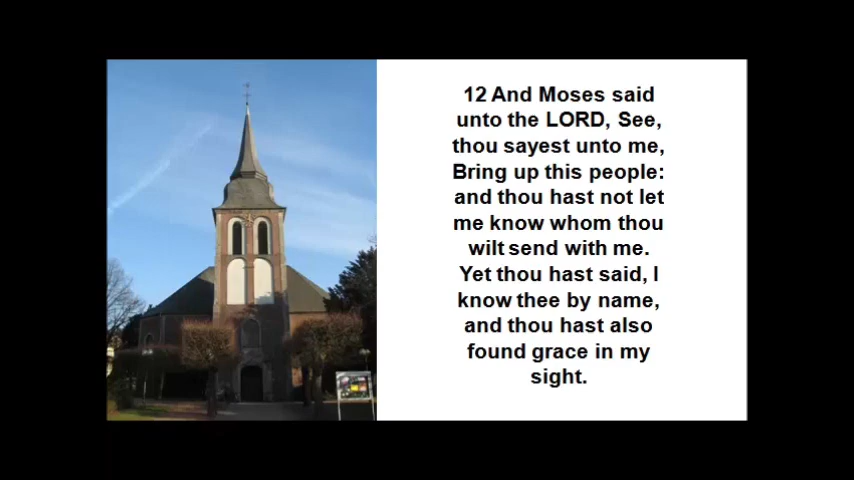 12 And Moses said
unto the LORD, See,
thou sayest unto me,
Bring up this people:
and thou hast not let
me know whom thou
wilt send with me.
Yet thou hast said, I
know thee by name,
and thou hast also
found grace in my
sight.